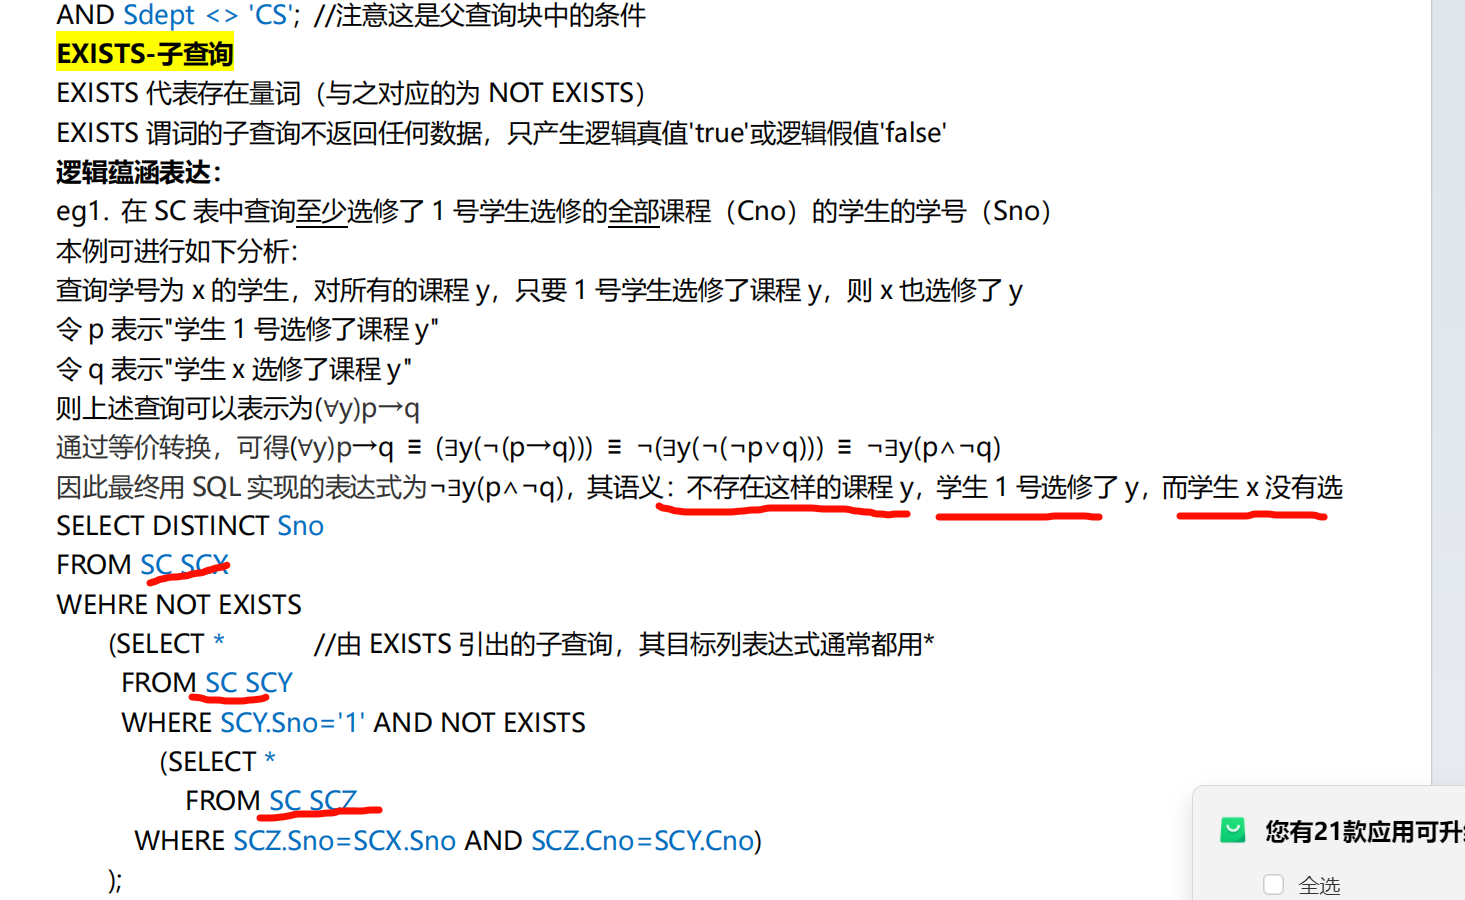 AND Sdept <> 'CS';  //注意这是父查询块中的条件
EXISTS-子查询
EXISTS 代表存在量词（与之对应的为 NOT EXISTS）
EXISTS 谓词的子查询不返回任何数据，只产生逻辑真值'true'或逻辑假值'false'
逻辑蕴涵表达：
eg1. 在 SC 表中查询至少选修了 1 号学生选修的全部课程（Cno）的学生的学号（Sno）
本例可进行如下分析：
查询学号为 x 的学生，对所有的课程 y，只要 1 号学生选修了课程 y，则 x 也选修了 y
令 p 表示"学生 1 号选修了课程 y"
令 q 表示"学生 x 选修了课程 y"
则上述查询可以表示为(∀y)p→q
通过等价转换，可得(∀y)p→q ≡ (∃y(¬(p→q))) ≡ ¬(∃y(¬(¬p∨q))) ≡ ¬∃y(p∧¬q)
因此最终用 SQL 实现的表达式为¬∃y(p∧¬q)，其语义：不存在这样的课程 y，学生 1 号选修了 y，而学生 x 没有选
SELECT DISTINCT Sno
FROM SC SCX
WEHRE NOT EXISTS
(SELECT * //由 EXISTS 引出的子查询，其目标列表达式通常都用*
FROM SC SCY
WHERE SCY.Sno='1' AND NOT EXISTS
(SELECT *
FROM SC SCZ
WHERE SCZ.Sno=SCX.Sno AND SCZ.Cno=SCY.Cno)
);
您有21款应用可升
全选